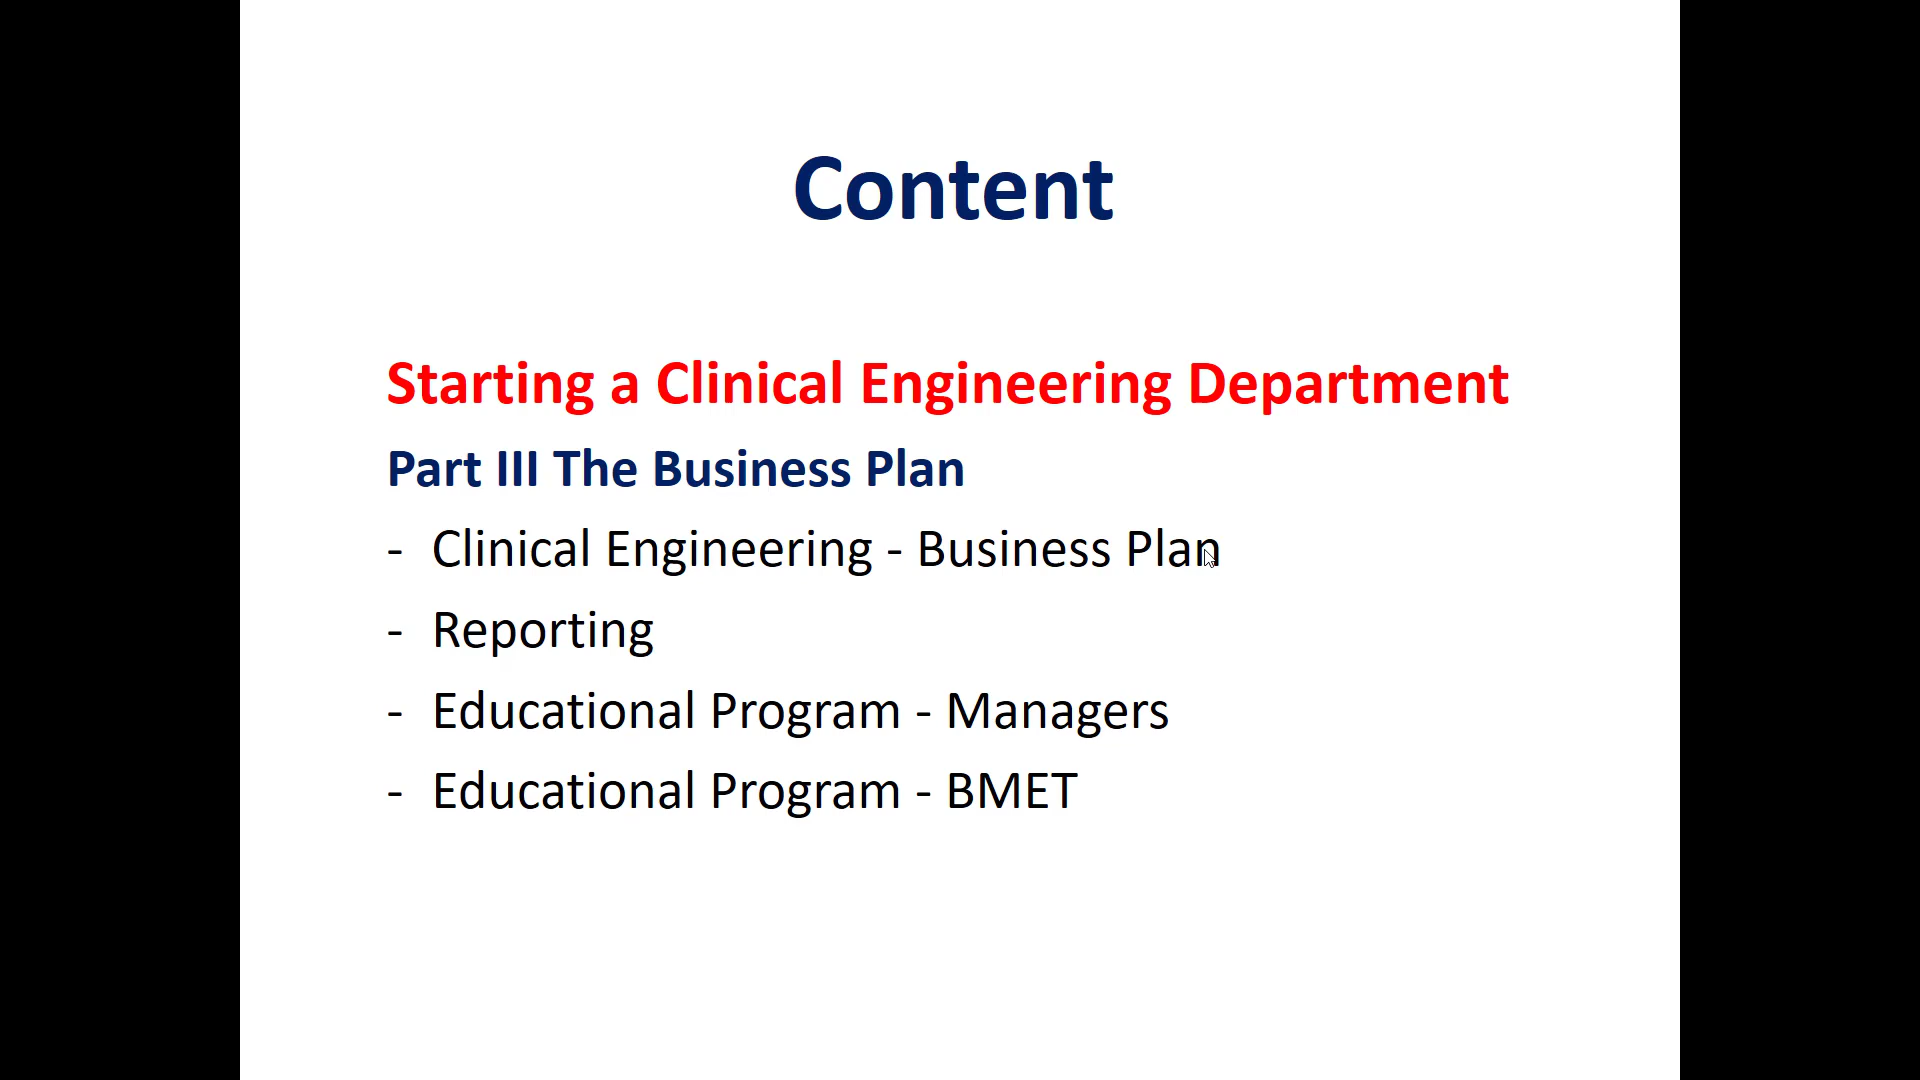 Content
Starting a Clinical Engineering Department
Part III The Business Plan
- Clinical Engineering - Business Plan
- Reporting
- Educational Program - Managers
- Educational Program - BMET